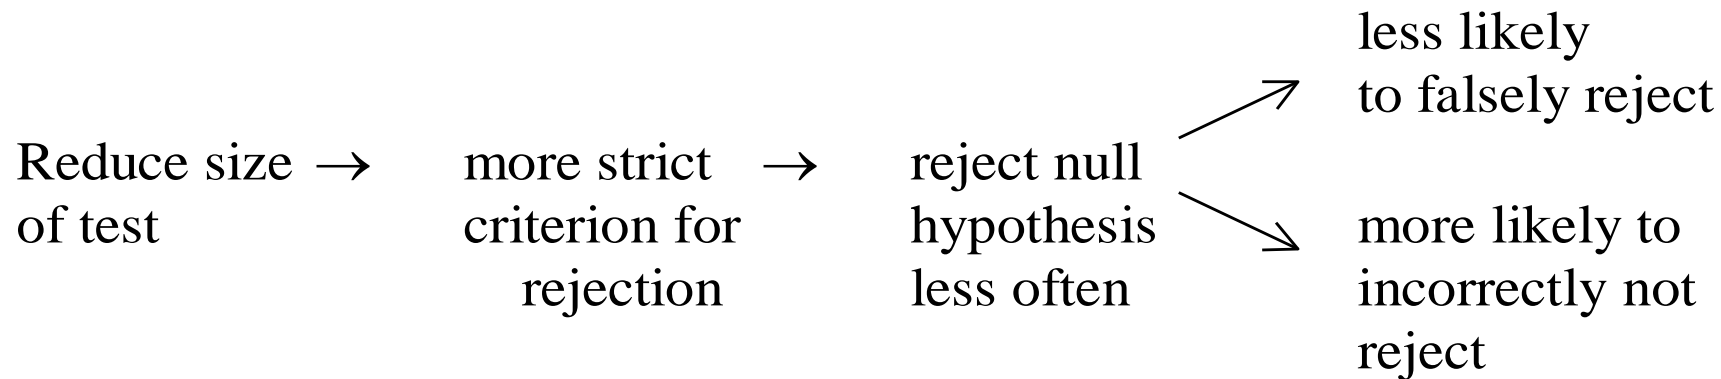 less likely
to falsely reject
Reduce size → more strict → reject null
of test criterion for hypothesis more likely to
rejection less often incorrectly not
reject